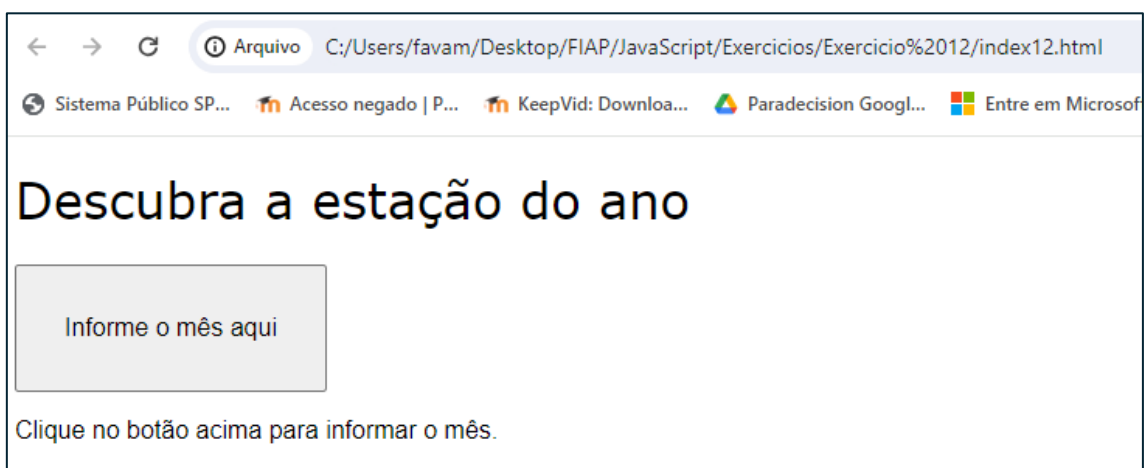 Arquivo C:/Users/favam/Desktop/FIAP/JavaScript/Exercicios/Exercicio%2012/index12.html
Sistema Público SP... Acesso negado | P... KeepVid: Downloa... Paradecision Googl... Entre em Microsof
Descubra a estação do ano
Informe o mês aqui
Clique no botão acima para informar o mês.